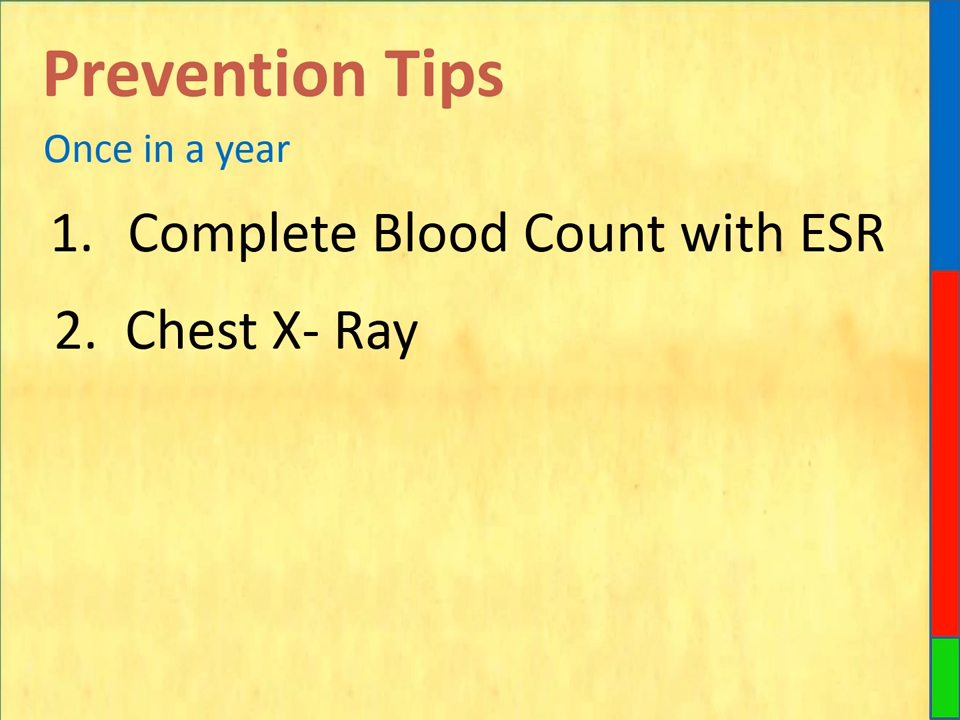 Prevention Tips
Once in a year
1. Complete Blood Count with ESR
2. Chest X- Ray